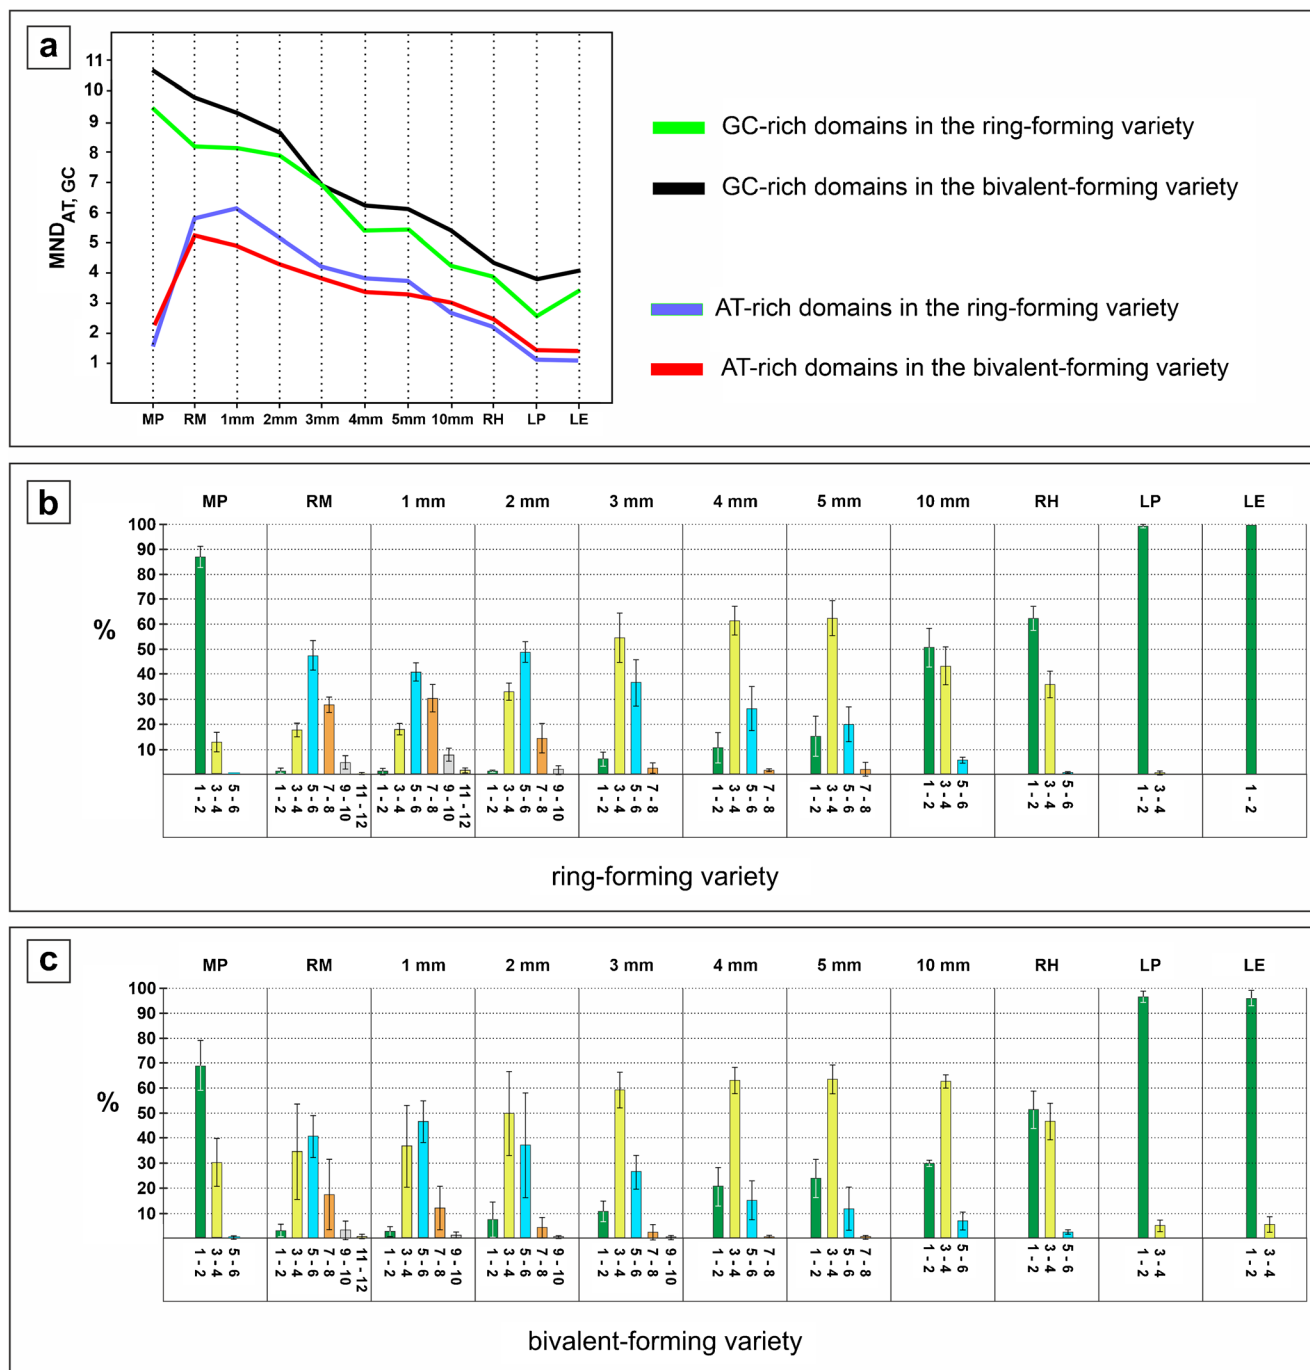 a
11
10
9
8
7
6
5
4
3
2
1
MND AT, GC
MP RM 1mm 2mm 3mm 4mm 5mm 10mm RH LP LE
GC-rich domains in the ring-forming variety
GC-rich domains in the bivalent-forming variety
AT-rich domains in the ring-forming variety
AT-rich domains in the bivalent-forming variety
b
MP RM 1 mm 2 mm 3 mm 4 mm 5 mm 10 mm RH LP LE
100
90
80
70
60
50
40
30
20
10
%
1 - 2 3 - 4 5 - 6 1 - 2 3 - 4 5 - 6 7 - 8 9 - 10 11 - 12 1 - 2 3 - 4 5 - 6 7 - 8 9 - 10 11 - 12 1 - 2 3 - 4 5 - 6 7 - 8 9 - 10 1 - 2 3 - 4 5 - 6 7 - 8 1 - 2 3 - 4 5 - 6 7 - 8 1 - 2 3 - 4 5 - 6 7 - 8 1 - 2 3 - 4 5 - 6 1 - 2 3 - 4 5 - 6 1 - 2 3 - 4 1 - 2
ring-forming variety
c
MP RM 1 mm 2 mm 3 mm 4 mm 5 mm 10 mm RH LP LE
100
90
80
70
60
50
40
30
20
10
%
1 - 2 3 - 4 5 - 6 1 - 2 3 - 4 5 - 6 7 - 8 9 - 10 11 - 12 1 - 2 3 - 4 5 - 6 7 - 8 9 - 10 1 - 2 3 - 4 5 - 6 7 - 8 9 - 10 1 - 2 3 - 4 5 - 6 7 - 8 9 - 10 1 - 2 3 - 4 5 - 6 7 - 8 1 - 2 3 - 4 5 - 6 7 - 8 1 - 2 3 - 4 5 - 6 1 - 2 3 - 4 5 - 6 1 - 2 3 - 4 1 - 2 3 - 4
bivalent-forming variety